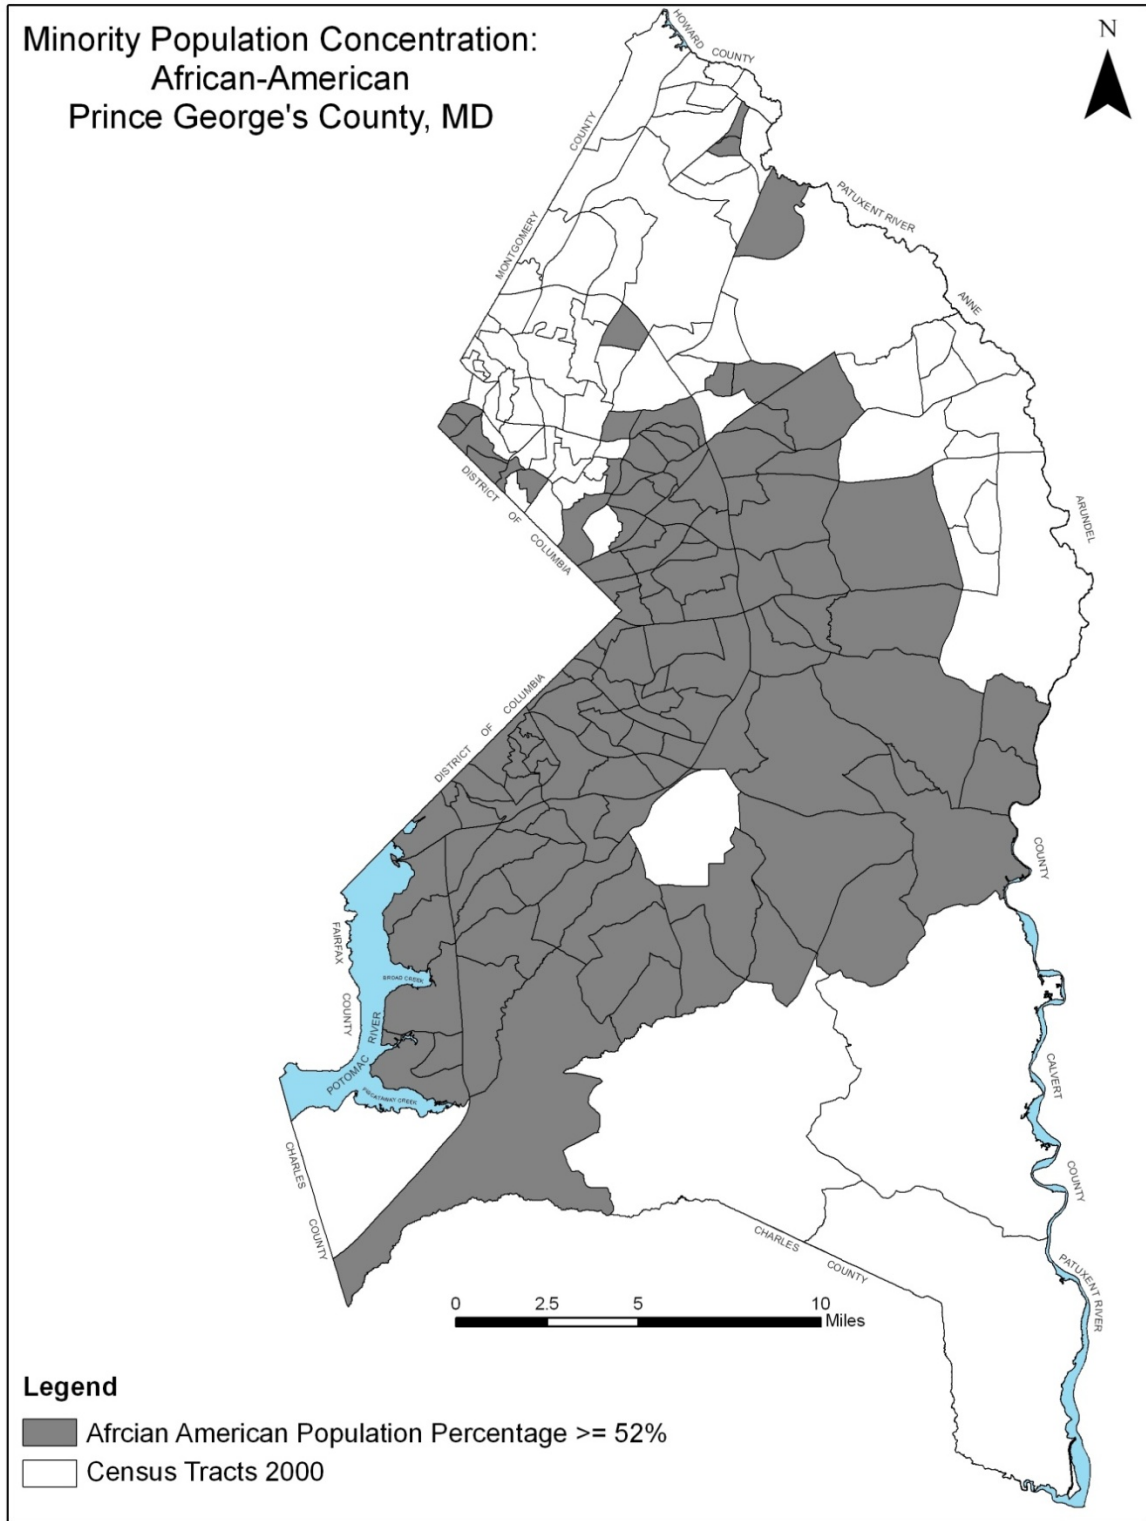 Minority Population Concentration:
African-American
Prince George's County, MD
N
HOWARD
COUNTY
COUNTY
MONTGOMERY
PATUXENT RIVER
ANNE
DISTRICT
OF
COLUMBIA
ARUNDEL
DISTRICT
OF
COLUMBIA
COUNTY
FAIRFAX
COUNTY
BROAD CREEK
POTOMAC
RIVER
PISCATAWAY CREEK
CALVERT
COUNTY
CHARLES
COUNTY
CHARLES
COUNTY
PATUXENT RIVER
0 2.5 5 10
Miles
Legend
Afrcian American Population Percentage >= 52%
Census Tracts 2000